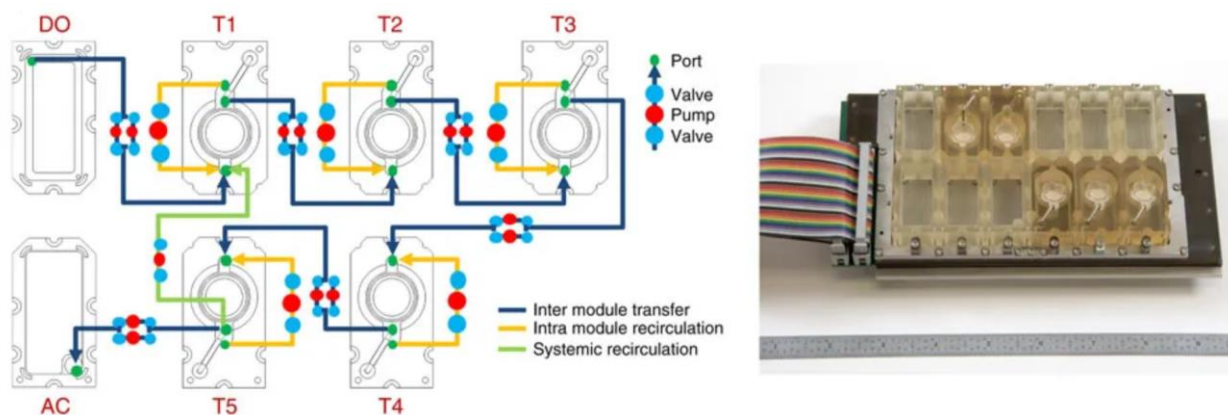 DO T1 T2 T3
Port
Valve
Pump
Valve
Inter module transfer
Intra module recirculation
Systemic recirculation
AC T5 T4